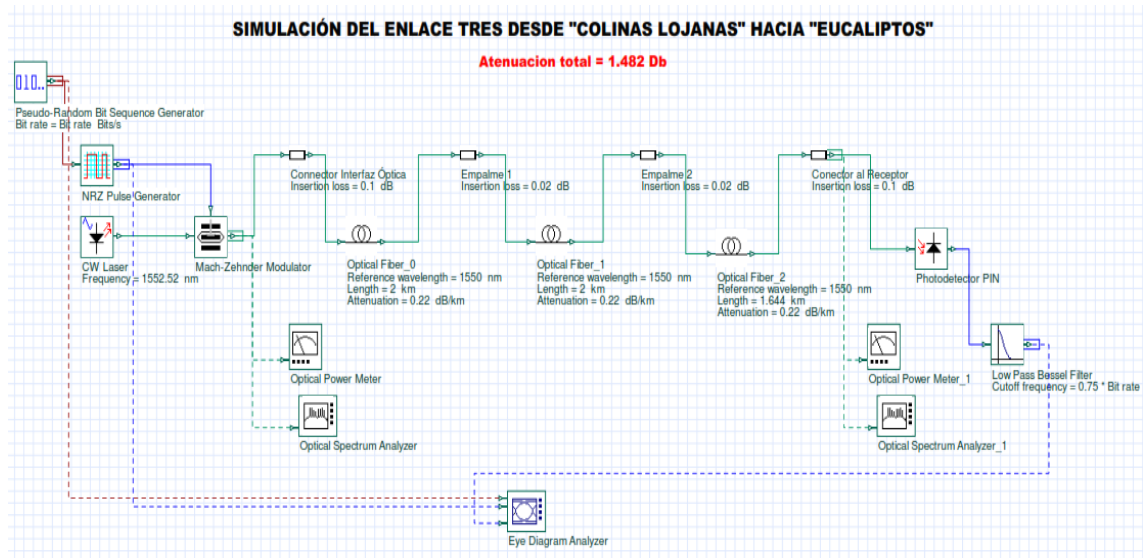 SIMULACIÓN DEL ENLACE TRES DESDE "COLINAS LOJANAS" HACIA "EUCALIPTOS"
Atenuacion total = 1.482 Db
010..
Pseudo-Random Bit Sequence Generator
Bit rate = Bit rate Bits/s
NRZ Pulse Generator
CW Laser
Frequency = 1552.52 nm
Mach-Zehnder Modulator
Connector Interfaz Óptica
Insertion loss = 0.1 dB
Optical Fiber_0
Reference wavelength = 1550 nm
Length = 2 km
Attenuation = 0.22 dB/km
Empalme 1
Insertion loss = 0.02 dB
Optical Fiber_1
Reference wavelength = 1550 nm
Length = 2 km
Attenuation = 0.22 dB/km
Empalme 2
Insertion loss = 0.02 dB
Optical Fiber_2
Reference wavelength = 1550 nm
Length = 1.644 km
Attenuation = 0.22 dB/km
Conector al Receptor
Insertion loss = 0.1 dB
Photodetector PIN
Optical Power Meter
Optical Spectrum Analyzer
Optical Power Meter_1
Optical Spectrum Analyzer_1
Low Pass Bessel Filter
Cutoff frequency = 0.75 * Bit rate
Eye Diagram Analyzer